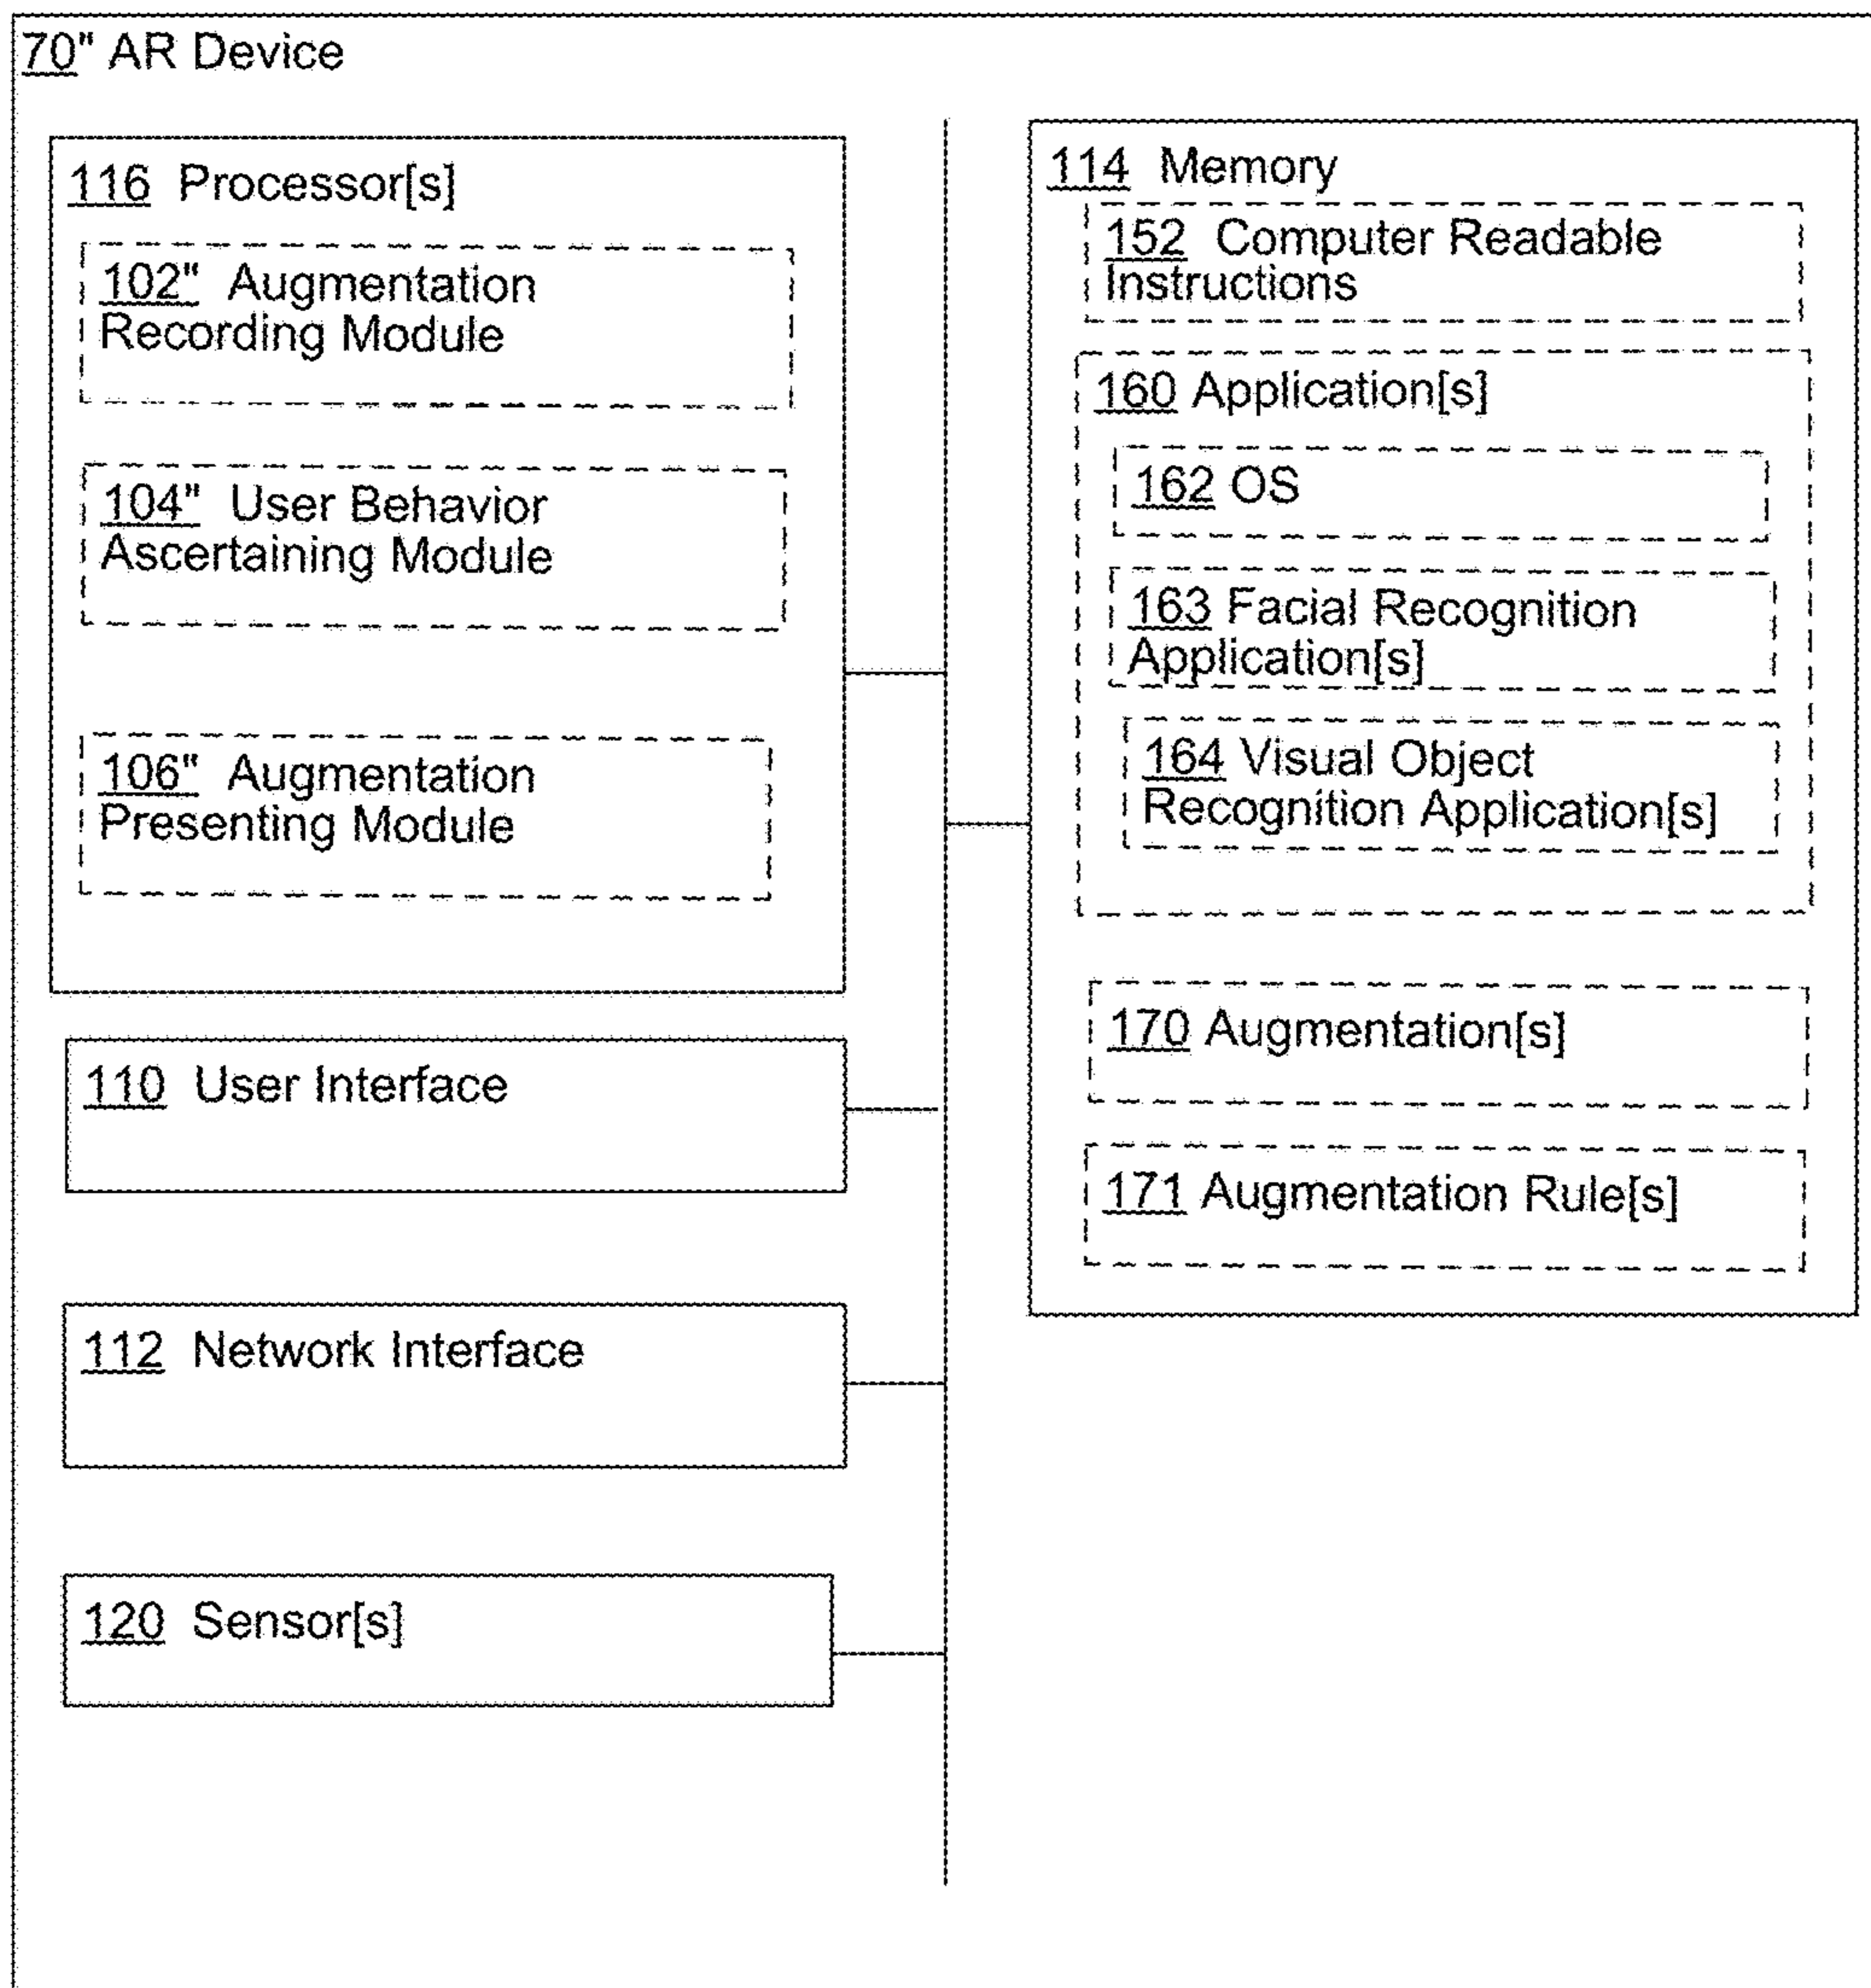 70" AR Device
116 Processor[s]
102" Augmentation
Recording Module
104" User Behavior
Ascertaining Module
106" Augmentation
Presenting Module
110 User Interface
112 Network Interface
120 Sensor[s]
114 Memory
152 Computer Readable
Instructions
160 Application[s]
162 OS
163 Facial Recognition
Application[s]
164 Visual Object
Recognition Application[s]
170 Augmentation[s]
171 Augmentation Rule[s]